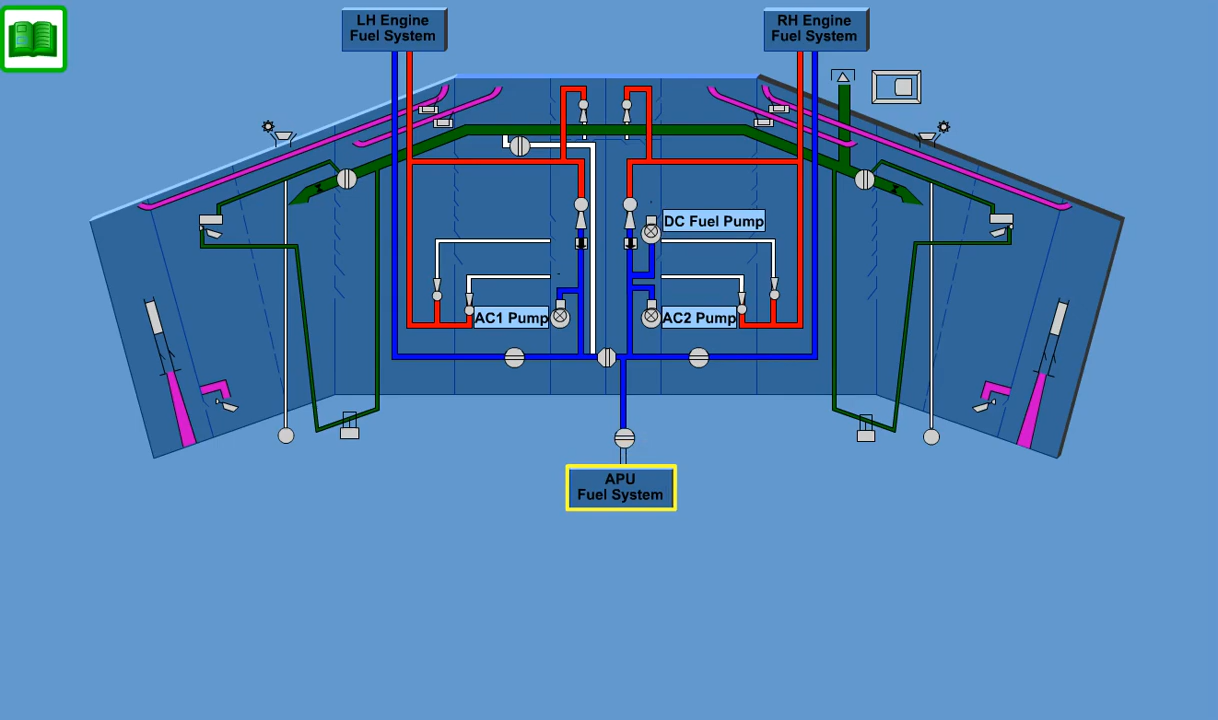 LH Engine
Fuel System
RH Engine
Fuel System
DC Fuel Pump
AC1 Pump
AC2 Pump
APU
Fuel System